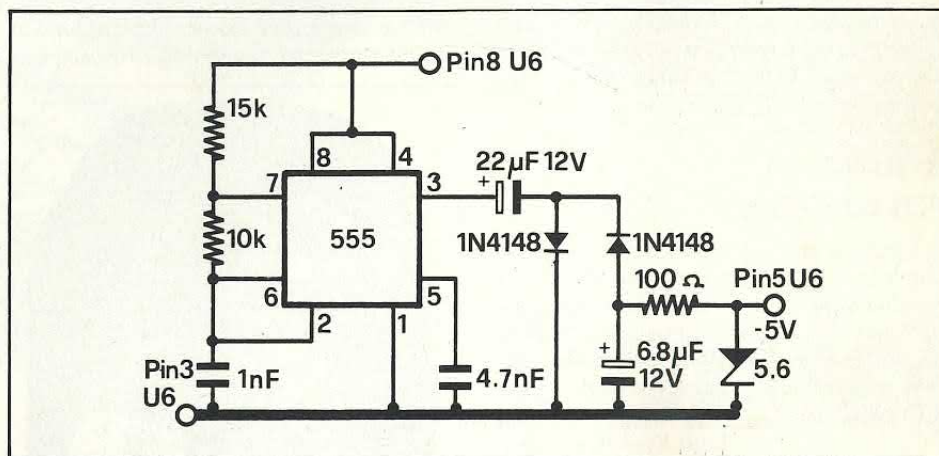 Pin8 U6
15k
8 4
22µF 12V
7 3
+
1N4148 1N4148
10k
555
100 Ω Pin5 U6
6 5
-5V
2 1
+
6.8µF
12V
5.6
Pin3
U6
1nF
4.7nF